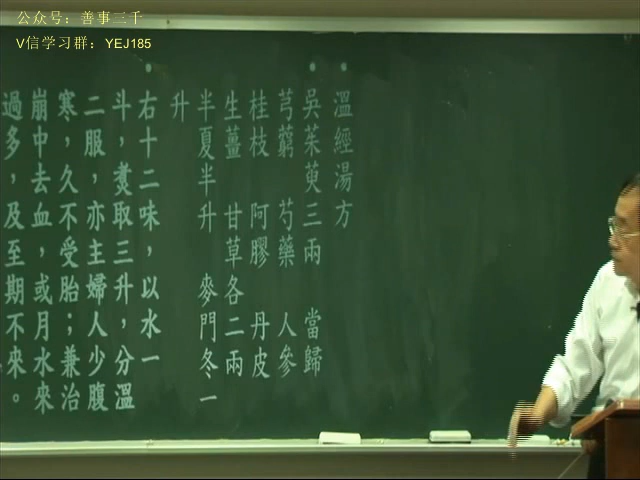 公众号：善事三千
V信学习群：YEJ185
溫經湯方
吳茱萸三兩 當歸
芎藭 芍藥 人參
桂枝 阿膠 丹皮
生薑 甘草各二兩
半夏半升 麥門冬一
升
右十二味，以水一
斗，煑取三升，分溫
二服，亦主婦人少腹
寒，久不受胎；兼治
崩中去血，或月水來
過多，及至期不來。